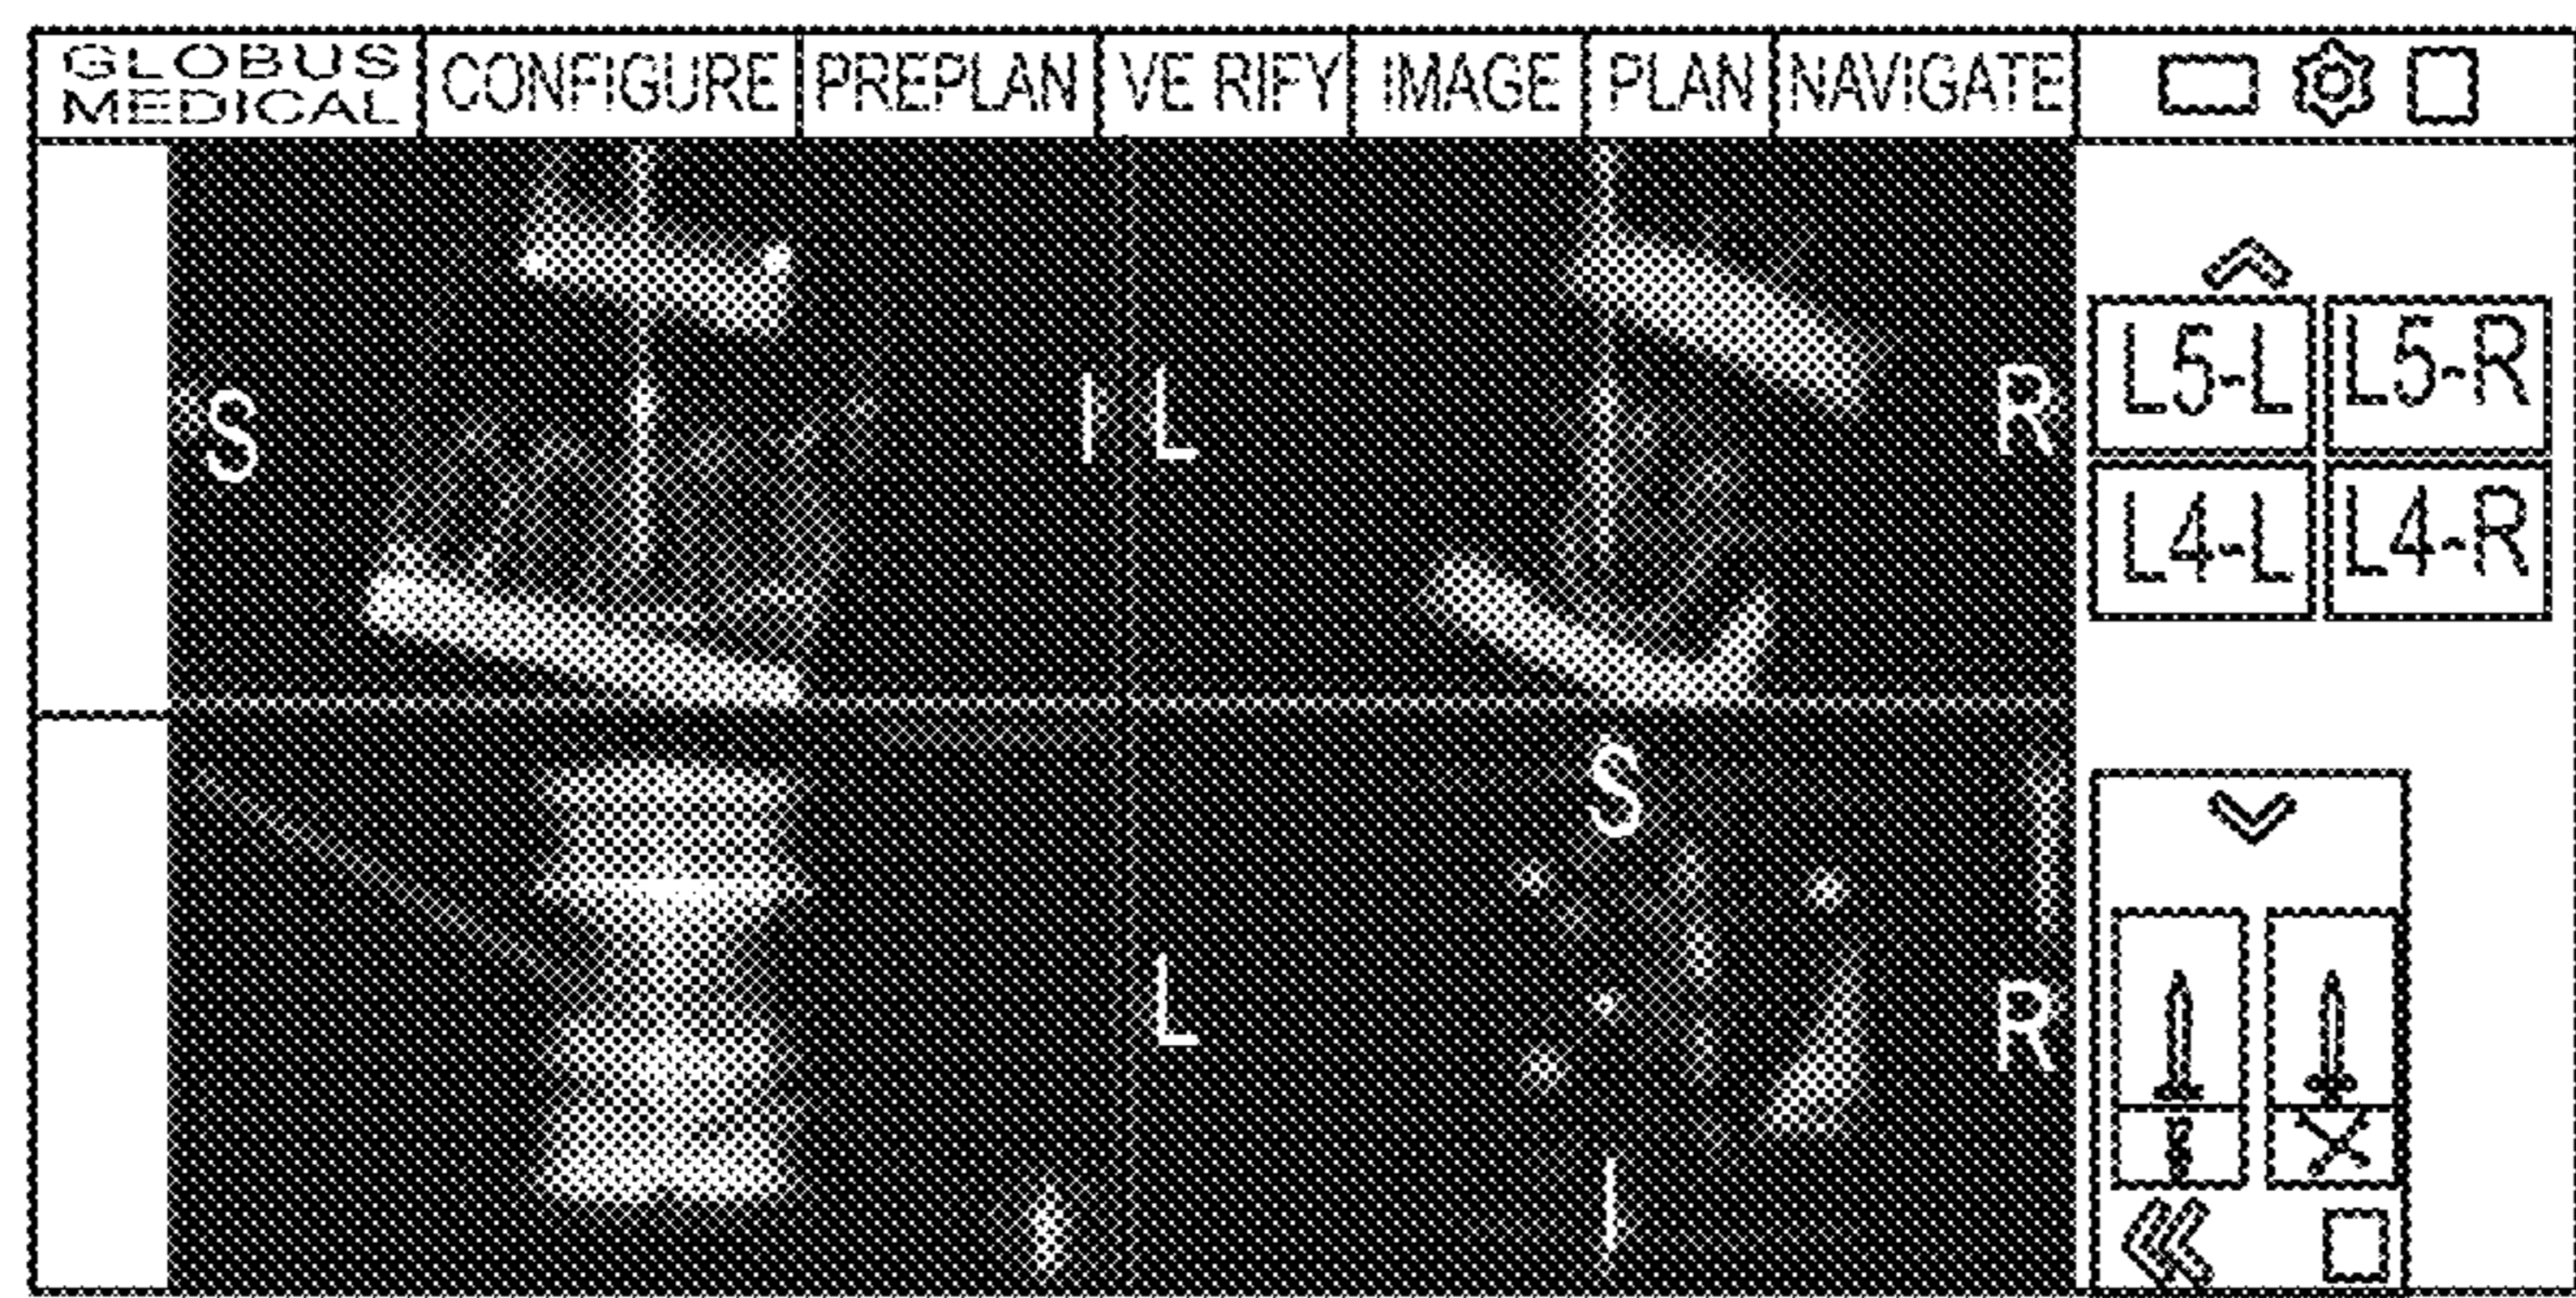 GLOBUS
MEDICAL
CONFIGURE
PREPLAN
VE RIFY
IMAGE
PLAN
NAVIGATE
S
I
L
R
L5-L
L5-R
L4-L
L4-R
S
L
R
I